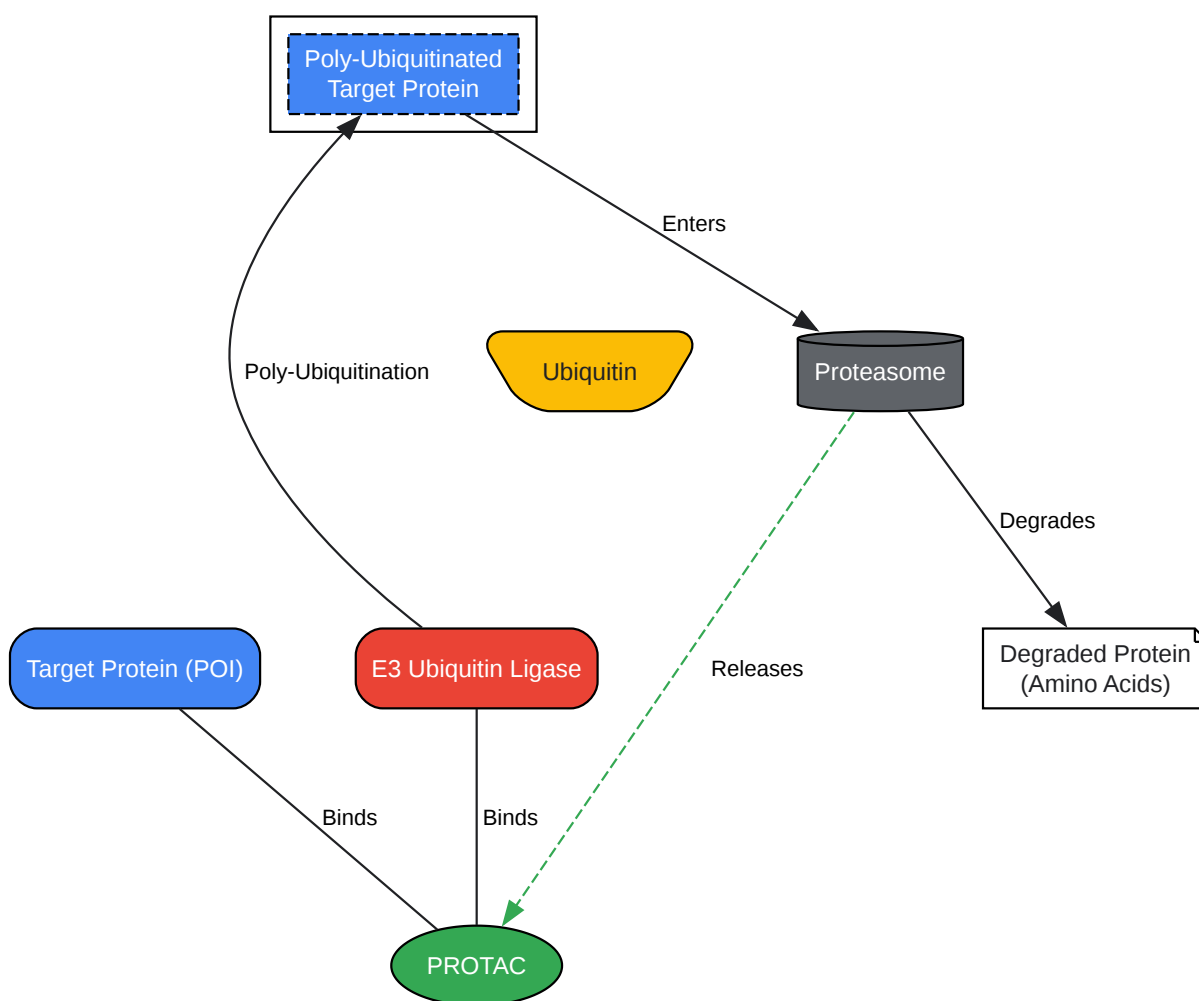 Poly-Ubiquitinated
Target Protein
Enters
Poly-Ubiquitination
Ubiquitin
Proteasome
Degrades
Target Protein (POI)
E3 Ubiquitin Ligase
Releases
Degraded Protein
(Amino Acids)
Binds
Binds
PROTAC